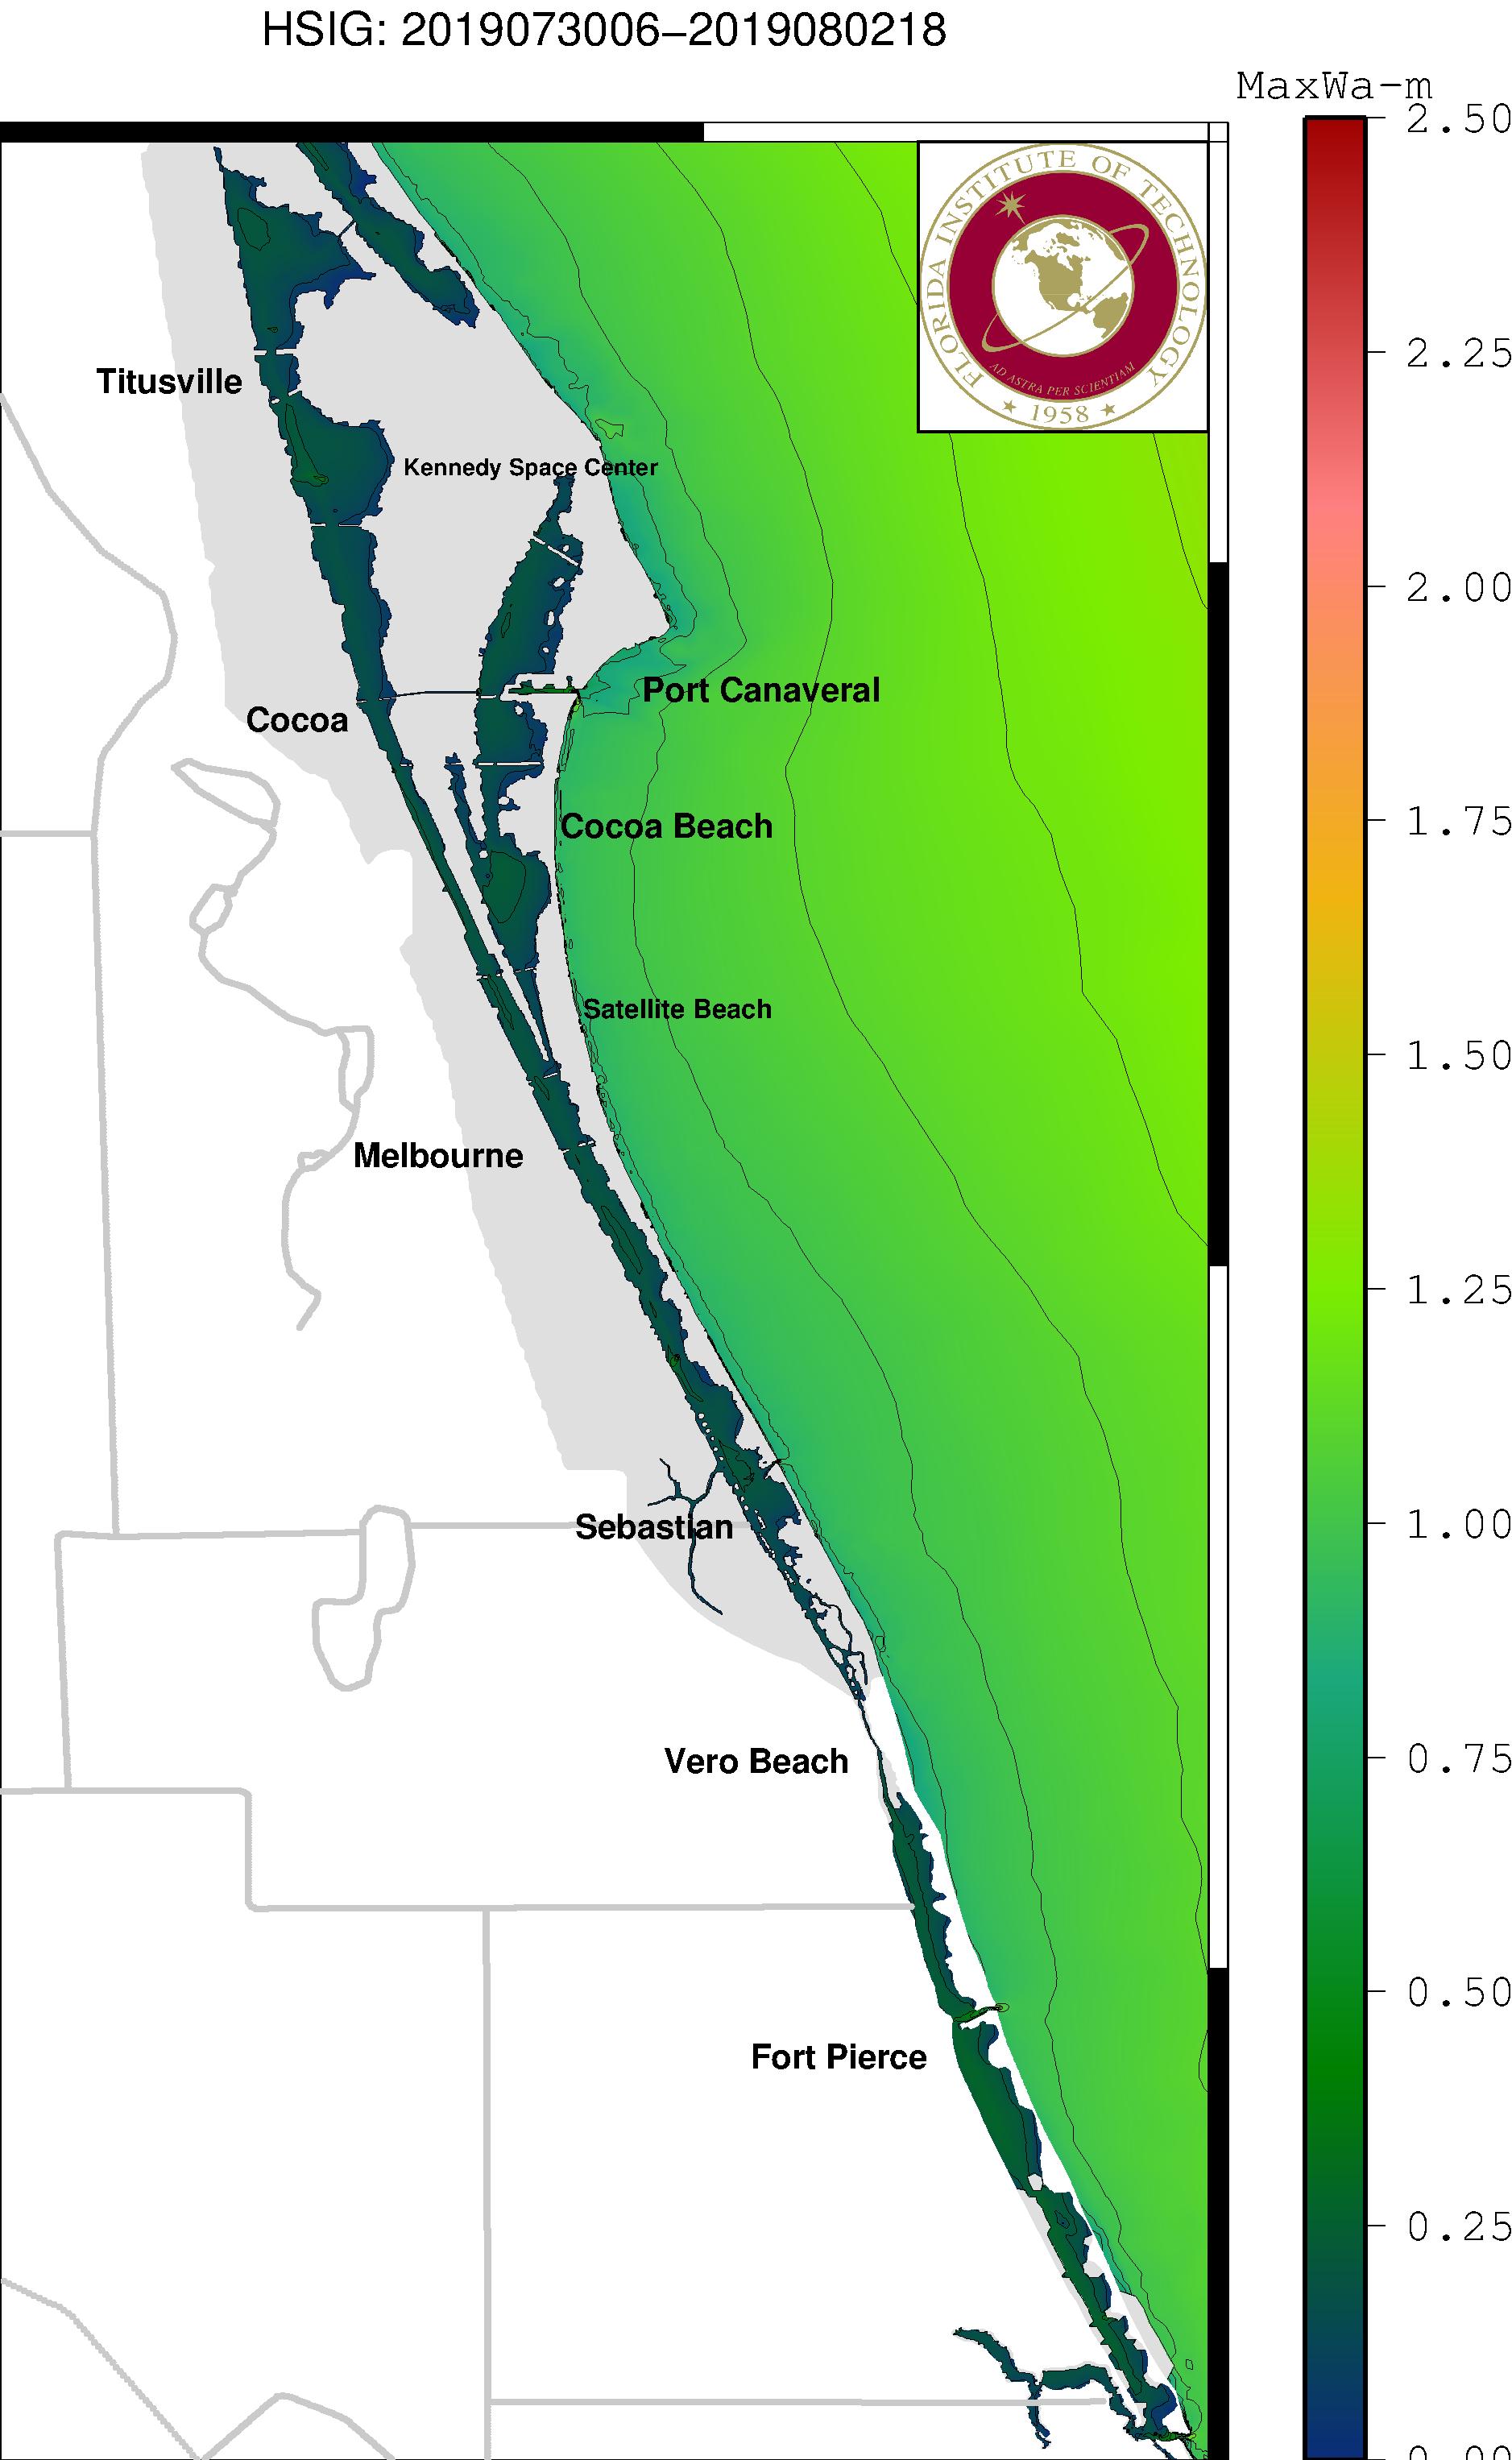 HSIG: 2019073006–2019080218
MaxWa-m
2.50
2.25
2.00
1.75
1.50
1.25
1.00
0.75
0.50
0.25
0.00
FLORIDA INSTITUTE OF TECHNOLOGY
AD ASTRA PER SCIENTIAM
1958
Titusville
Kennedy Space Center
Port Canaveral
Cocoa
Cocoa Beach
Satellite Beach
Melbourne
Sebastian
Vero Beach
Fort Pierce